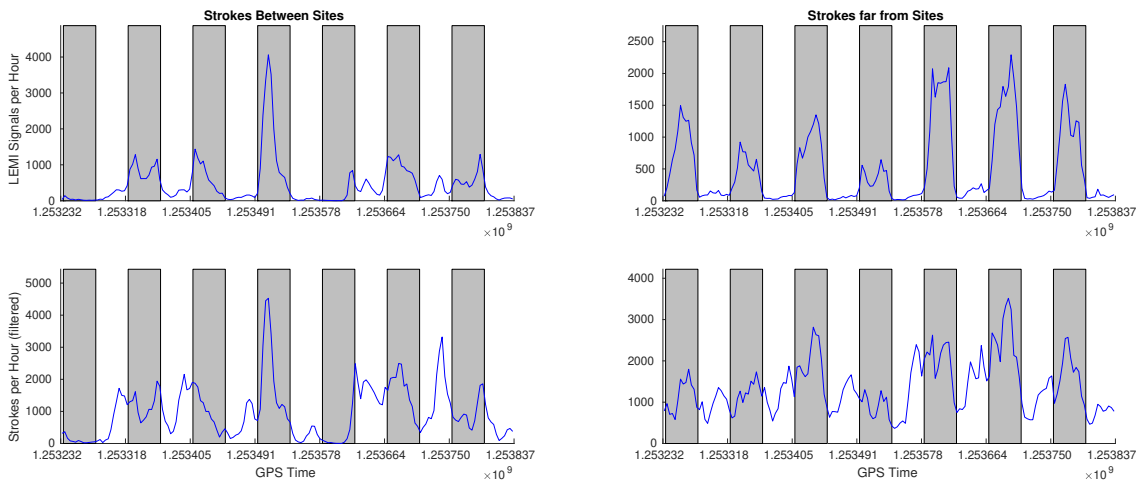 Strokes Between Sites
LEMI Signals per Hour
4000
3000
2000
1000
0
1.253232 1.253318 1.253405 1.253491 1.253578 1.253664 1.253750 1.253837
×10^9
Strokes far from Sites
2500
2000
1500
1000
500
0
1.253232 1.253318 1.253405 1.253491 1.253578 1.253664 1.253750 1.253837
×10^9
Strokes per Hour (filtered)
5000
4000
3000
2000
1000
0
1.253232 1.253318 1.253405 1.253491 1.253578 1.253664 1.253750 1.253837
GPS Time
×10^9
4000
3000
2000
1000
0
1.253232 1.253318 1.253405 1.253491 1.253578 1.253664 1.253750 1.253837
GPS Time
×10^9